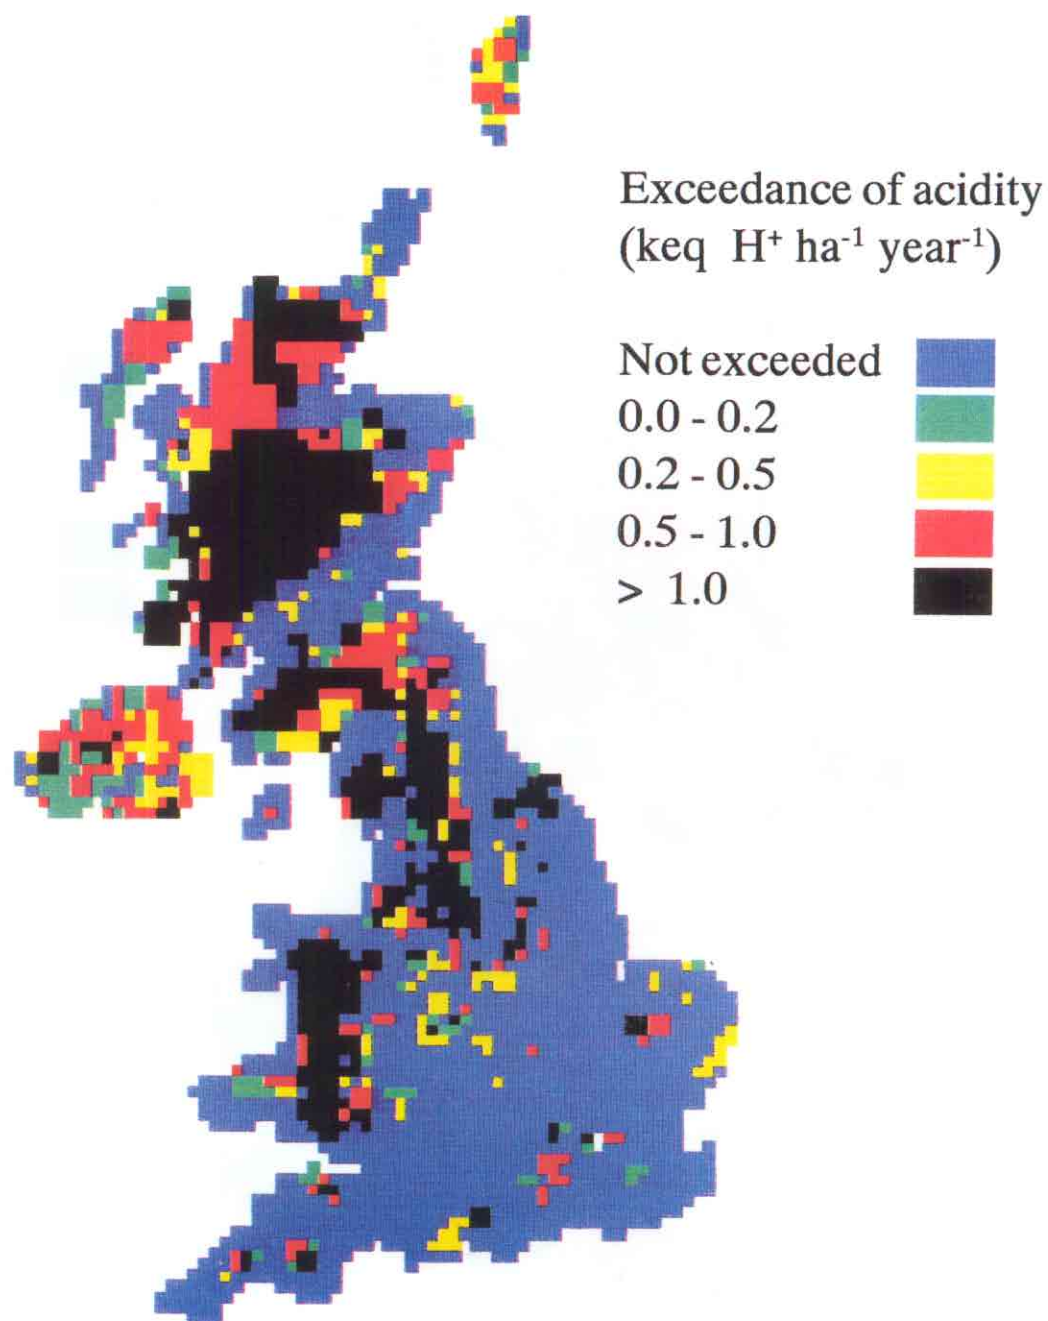 Exceedance of acidity
(keq H⁺ ha⁻¹ year⁻¹)
Not exceeded
0.0 - 0.2
0.2 - 0.5
0.5 - 1.0
> 1.0